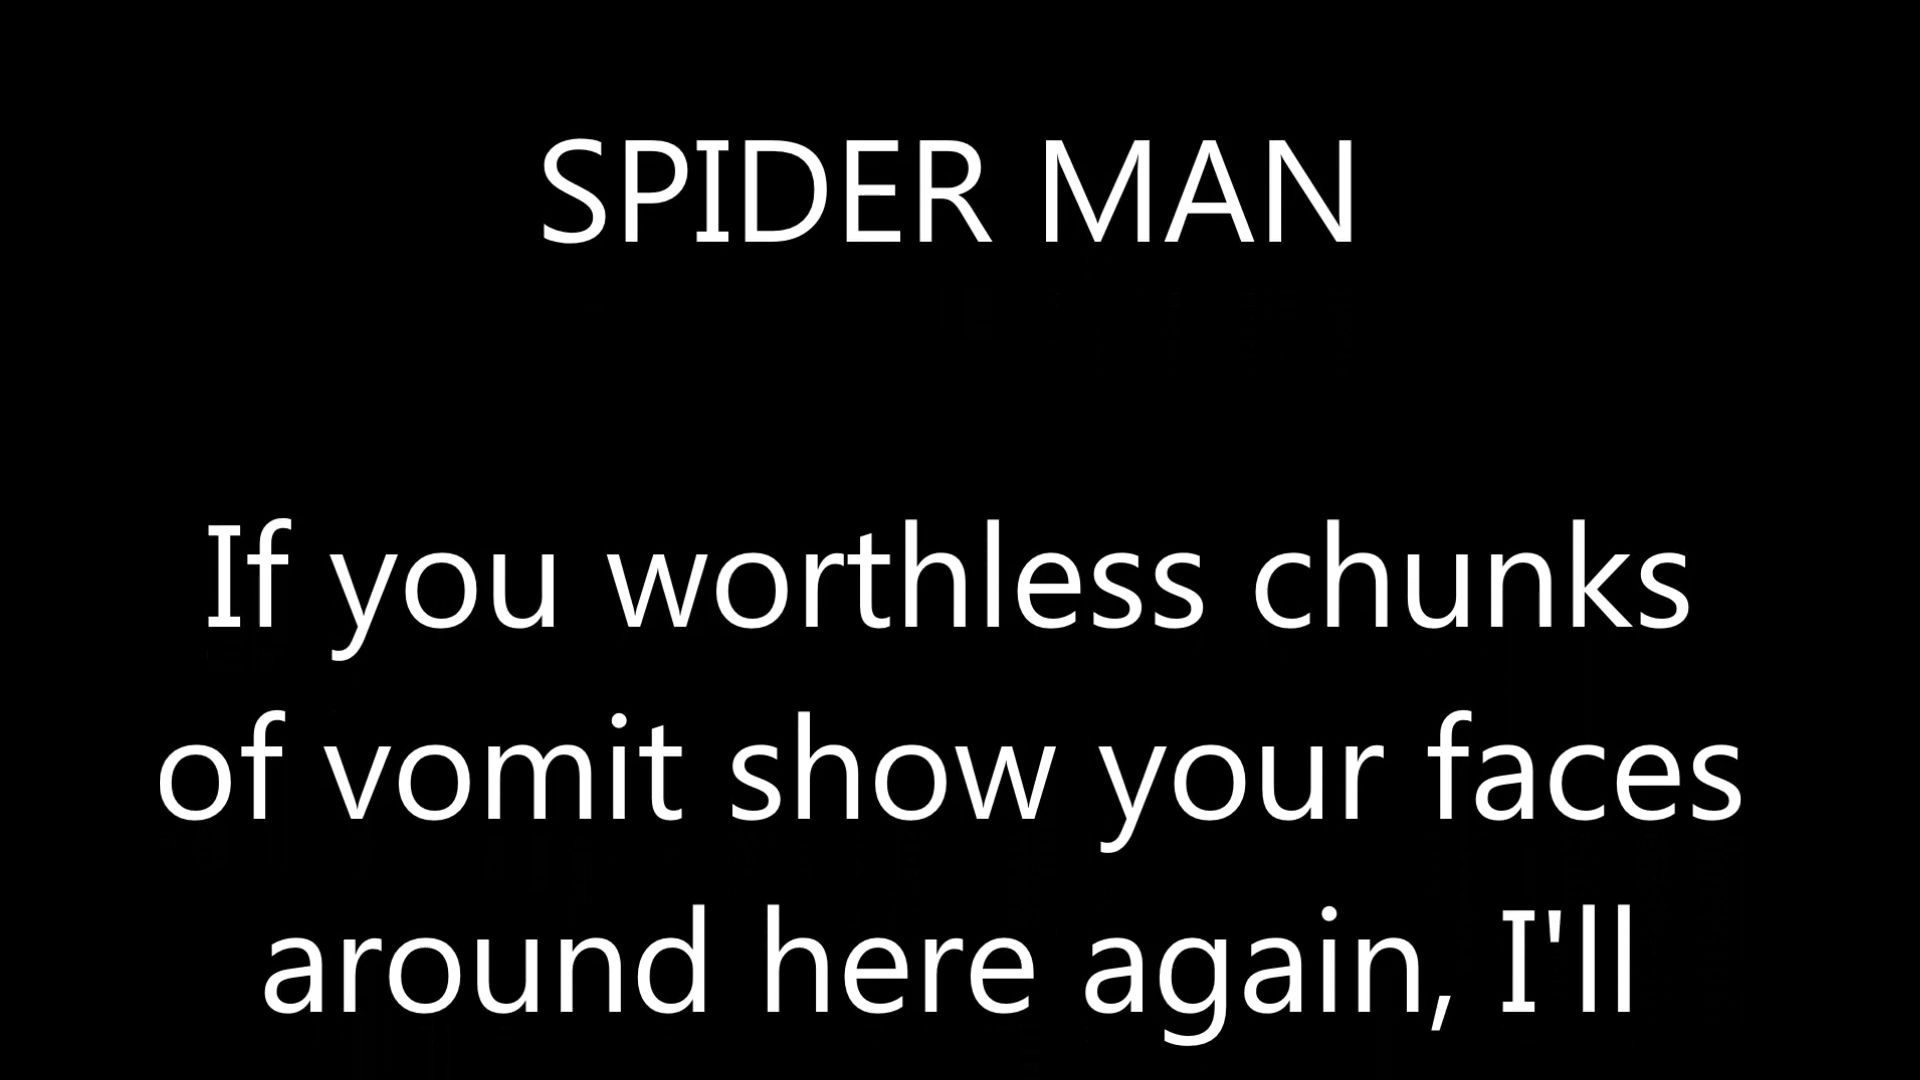 SPIDER MAN
If you worthless chunks
of vomit show your faces
around here again, I'll